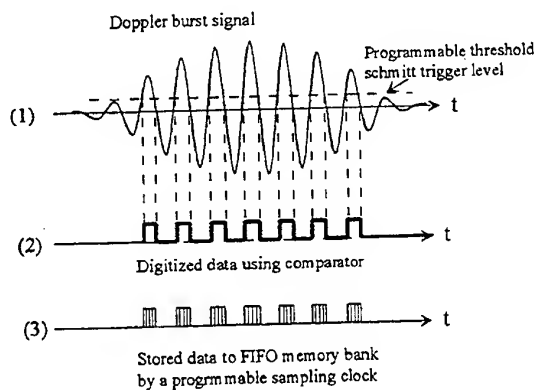 Doppler burst signal
Programmable threshold
schmitt trigger level
(1)
t
(2)
t
Digitized data using comparator
(3)
t
Stored data to FIFO memory bank
by a progrmmable sampling clock